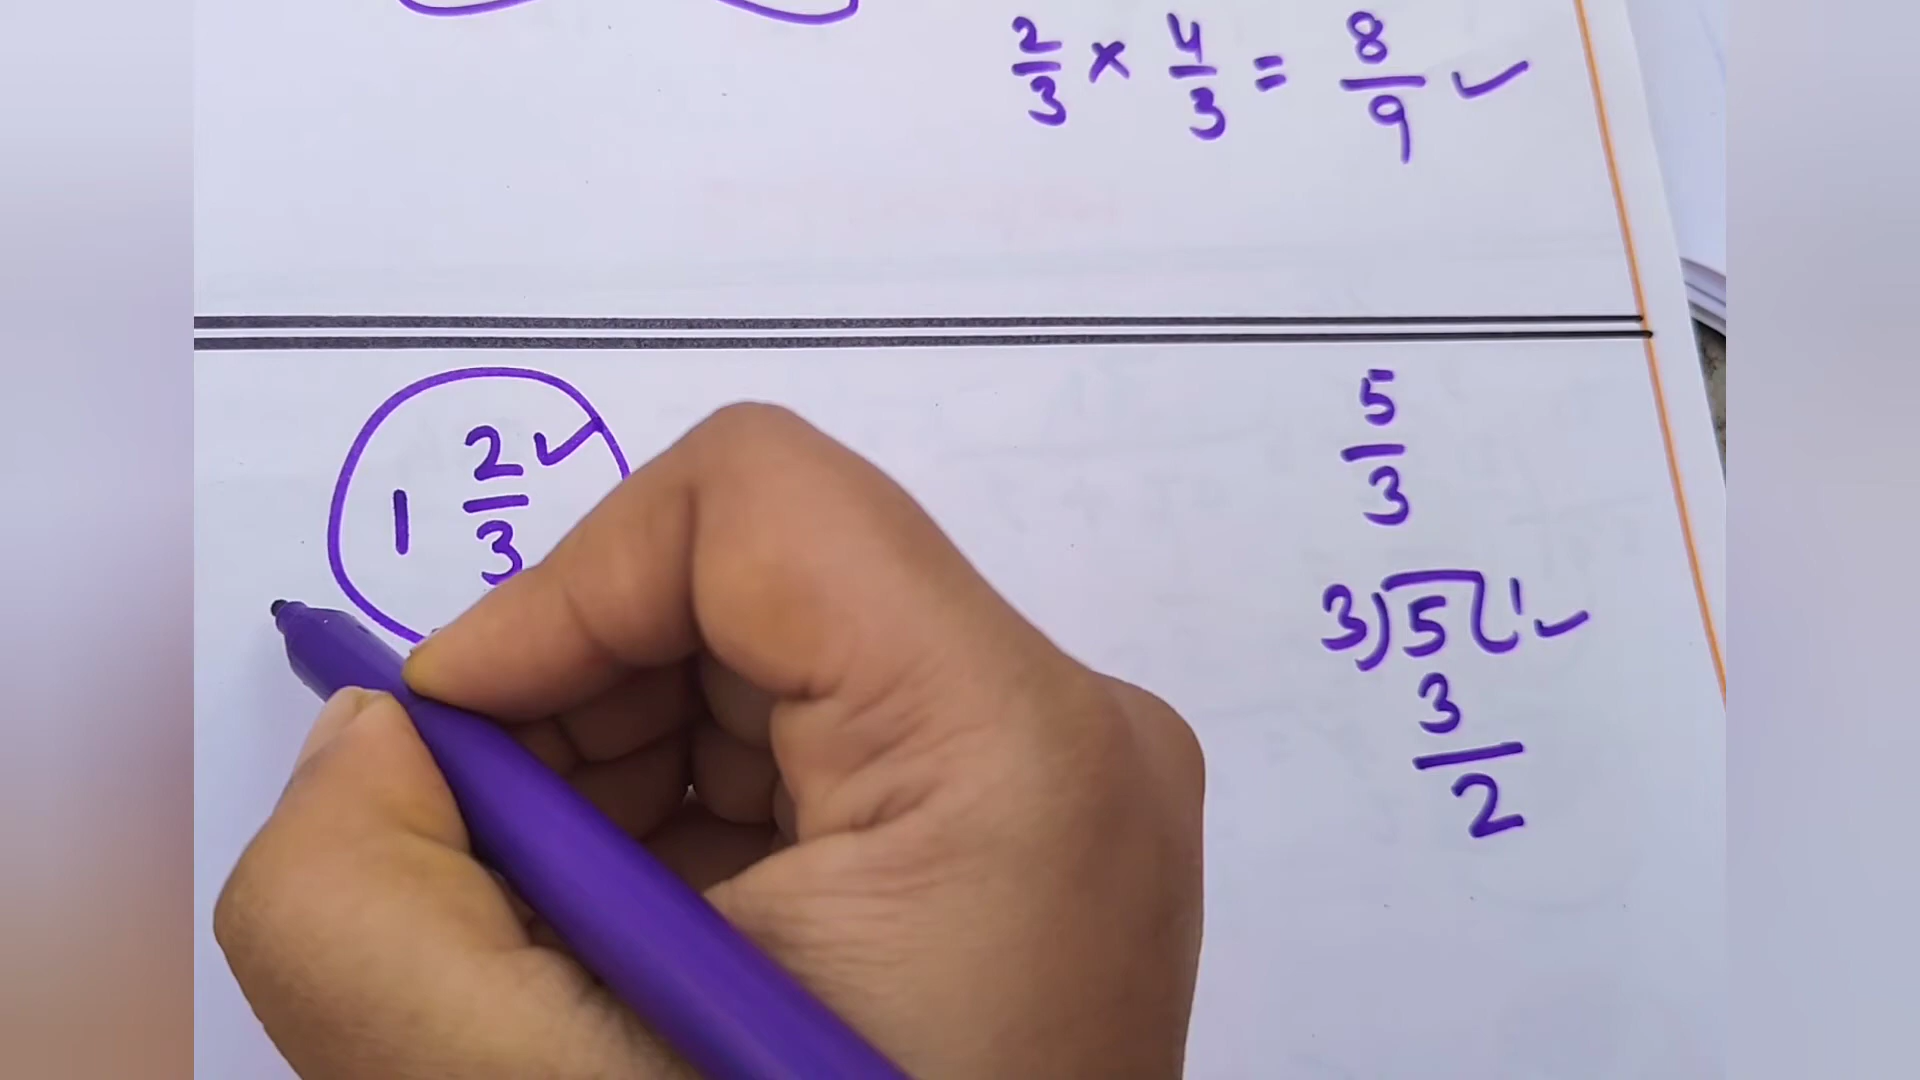 2/3 × 4/3 = 8/9 ✓
1 2/3 ✓
5/3
3)5(1 ✓
3
2